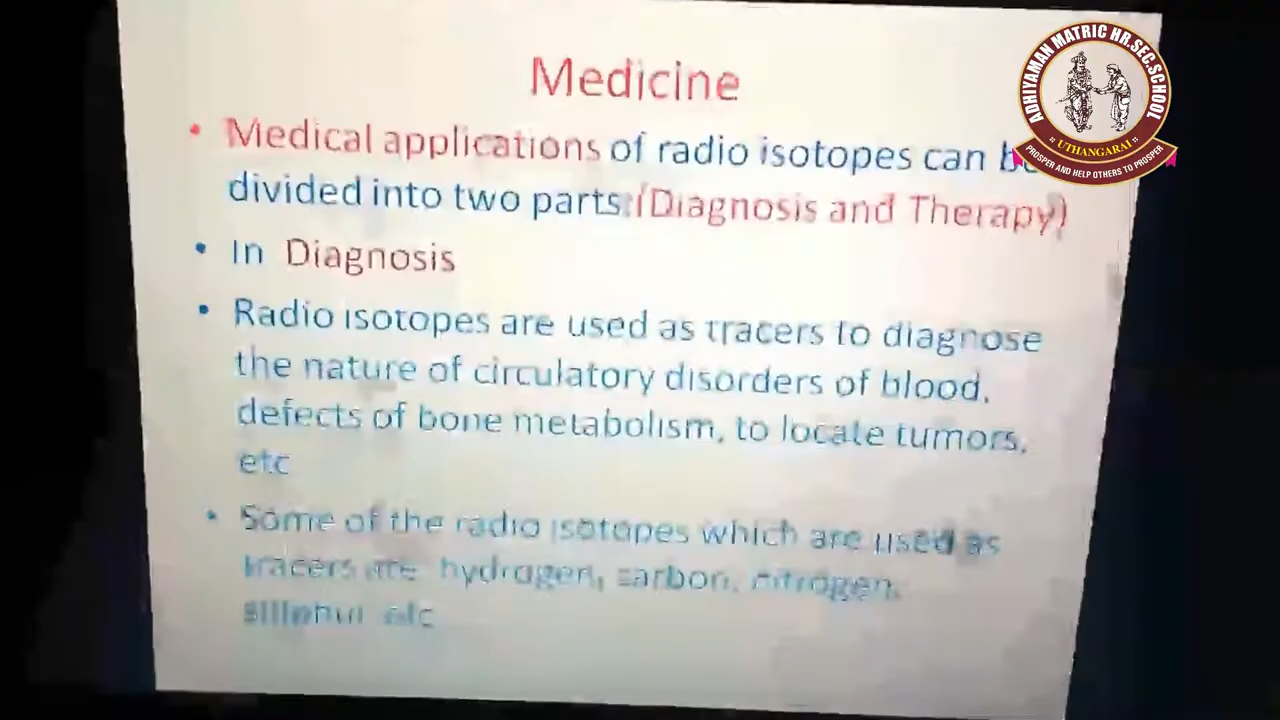 Medicine
• Medical applications of radio isotopes can be
divided into two parts:(Diagnosis and Therapy)
• In Diagnosis
• Radio isotopes are used as tracers to diagnose
the nature of circulatory disorders of blood,
defects of bone metabolism, to locate tumors,
etc
• Some of the radio isotopes which are used as
tracers are hydrogen, carbon, nitrogen,
etc
ADHIYAMAN MATRIC HR.SEC.SCHOOL
UTHANGARAI
PROSPER AND HELP OTHERS TO PROSPER